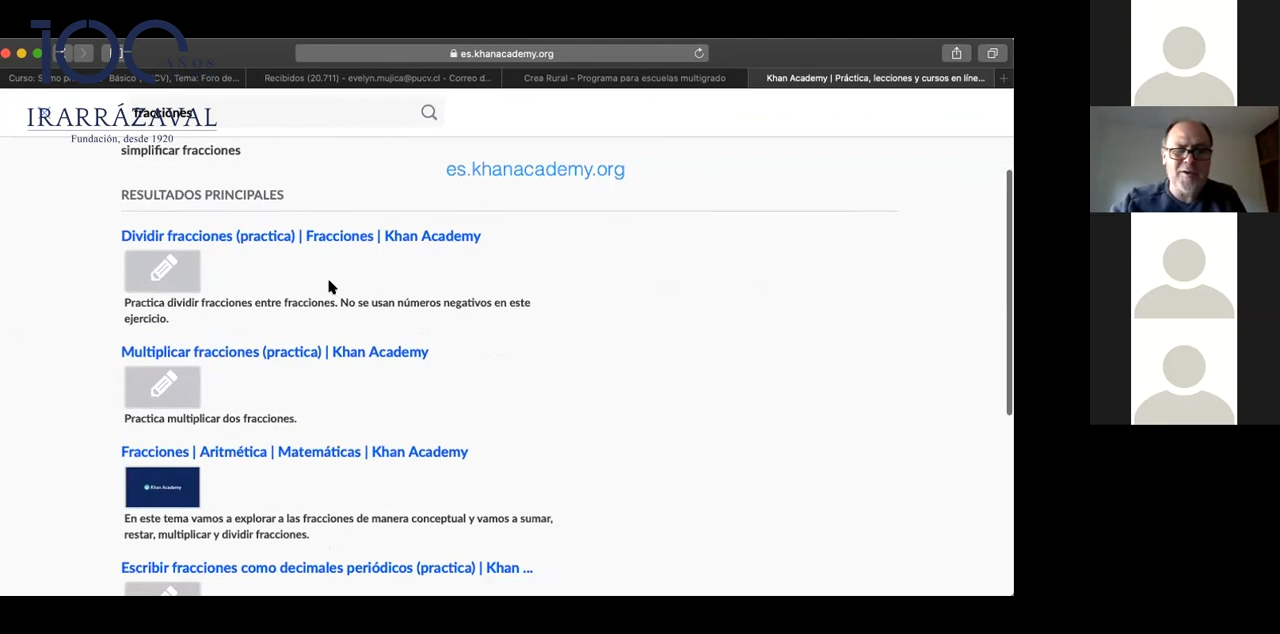 100 AÑOS
es.khanacademy.org
Básico
CV), Tema: Foro de...
Recibidos (20.711) - evelyn.mujica@pucv.cl - Correo d...
Crea Rural – Programa para escuelas multigrado
Khan Academy | Práctica, lecciones y cursos en líne...
fracciones
IRARRÁZAVAL
Fundación, desde 1920
simplificar fracciones
es.khanacademy.org
RESULTADOS PRINCIPALES
Dividir fracciones (practica) | Fracciones | Khan Academy
Practica dividir fracciones entre fracciones. No se usan números negativos en este
ejercicio.
Multiplicar fracciones (practica) | Khan Academy
Practica multiplicar dos fracciones.
Fracciones | Aritmética | Matemáticas | Khan Academy
Khan Academy
En este tema vamos a explorar a las fracciones de manera conceptual y vamos a sumar,
restar, multiplicar y dividir fracciones.
Escribir fracciones como decimales periódicos (practica) | Khan ...